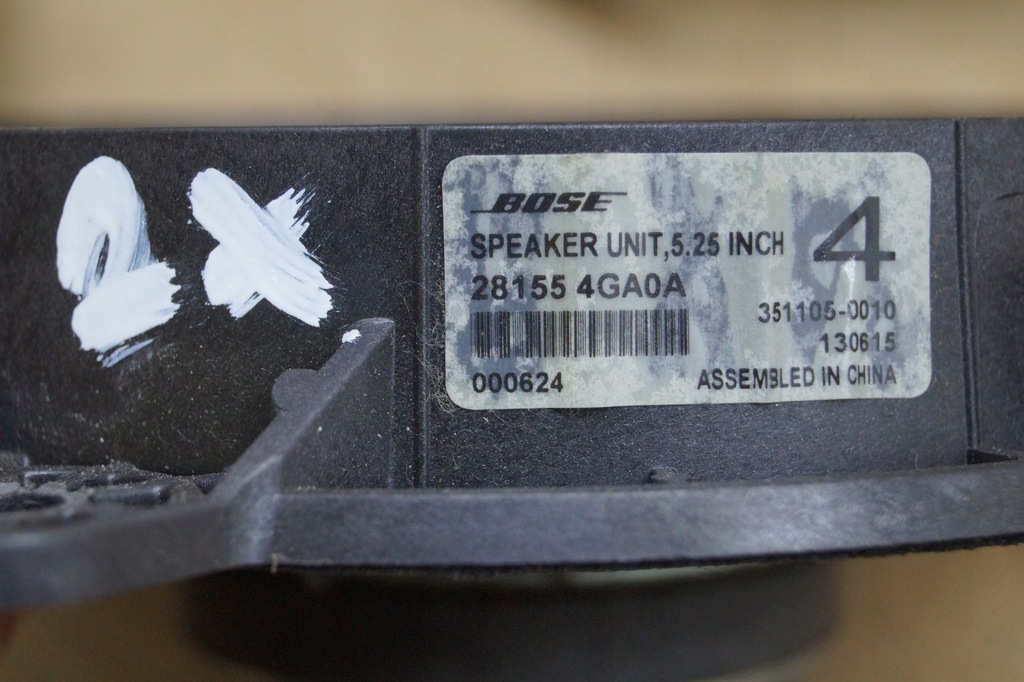 BOSE
SPEAKER UNIT,5.25 INCH
4
28155 4GA0A
351105-0010
130615
000624
ASSEMBLED IN CHINA